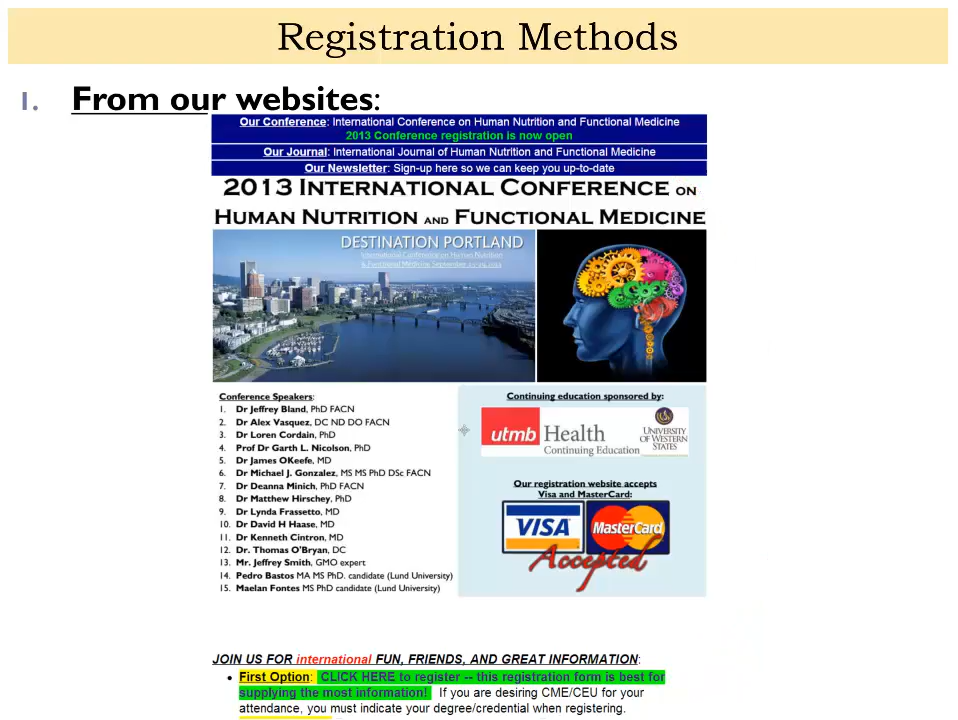 Registration Methods
1. From our websites:
Our Conference: International Conference on Human Nutrition and Functional Medicine
2013 Conference registration is now open
Our Journal: International Journal of Human Nutrition and Functional Medicine
Our Newsletter: Sign-up here so we can keep you up-to-date
2013 International Conference on
Human Nutrition and Functional Medicine
DESTINATION PORTLAND
International Conference on Human Nutrition
& Functional Medicine September
Conference Speakers:
1. Dr Jeffrey Bland, PhD FACN
2. Dr Alex Vasquez, DC ND DO FACN
3. Dr Loren Cordain, PhD
4. Prof Dr Garth L. Nicolson, PhD
5. Dr James OKeefe, MD
6. Dr Michael J. Gonzalez, MS MS PhD DSc FACN
7. Dr Deanna Minich, PhD FACN
8. Dr Matthew Hirschey, PhD
9. Dr Lynda Frassetto, MD
10. Dr David H Haase, MD
11. Dr Kenneth Cintron, MD
12. Dr. Thomas O'Bryan, DC
13. Mr. Jeffrey Smith, GMO expert
14. Pedro Bastos MA MS PhD. candidate (Lund University)
15. Maelan Fontes MS PhD candidate (Lund University)
Continuing education sponsored by:
utmb Health
Continuing Education
UNIVERSITY
OF WESTERN
STATES
Our registration website accepts
Visa and MasterCard:
VISA
MasterCard
Accepted
JOIN US FOR international FUN, FRIENDS, AND GREAT INFORMATION:
• First Option: CLICK HERE to register -- this registration form is best for
supplying the most information! If you are desiring CME/CEU for your
attendance, you must indicate your degree/credential when registering.